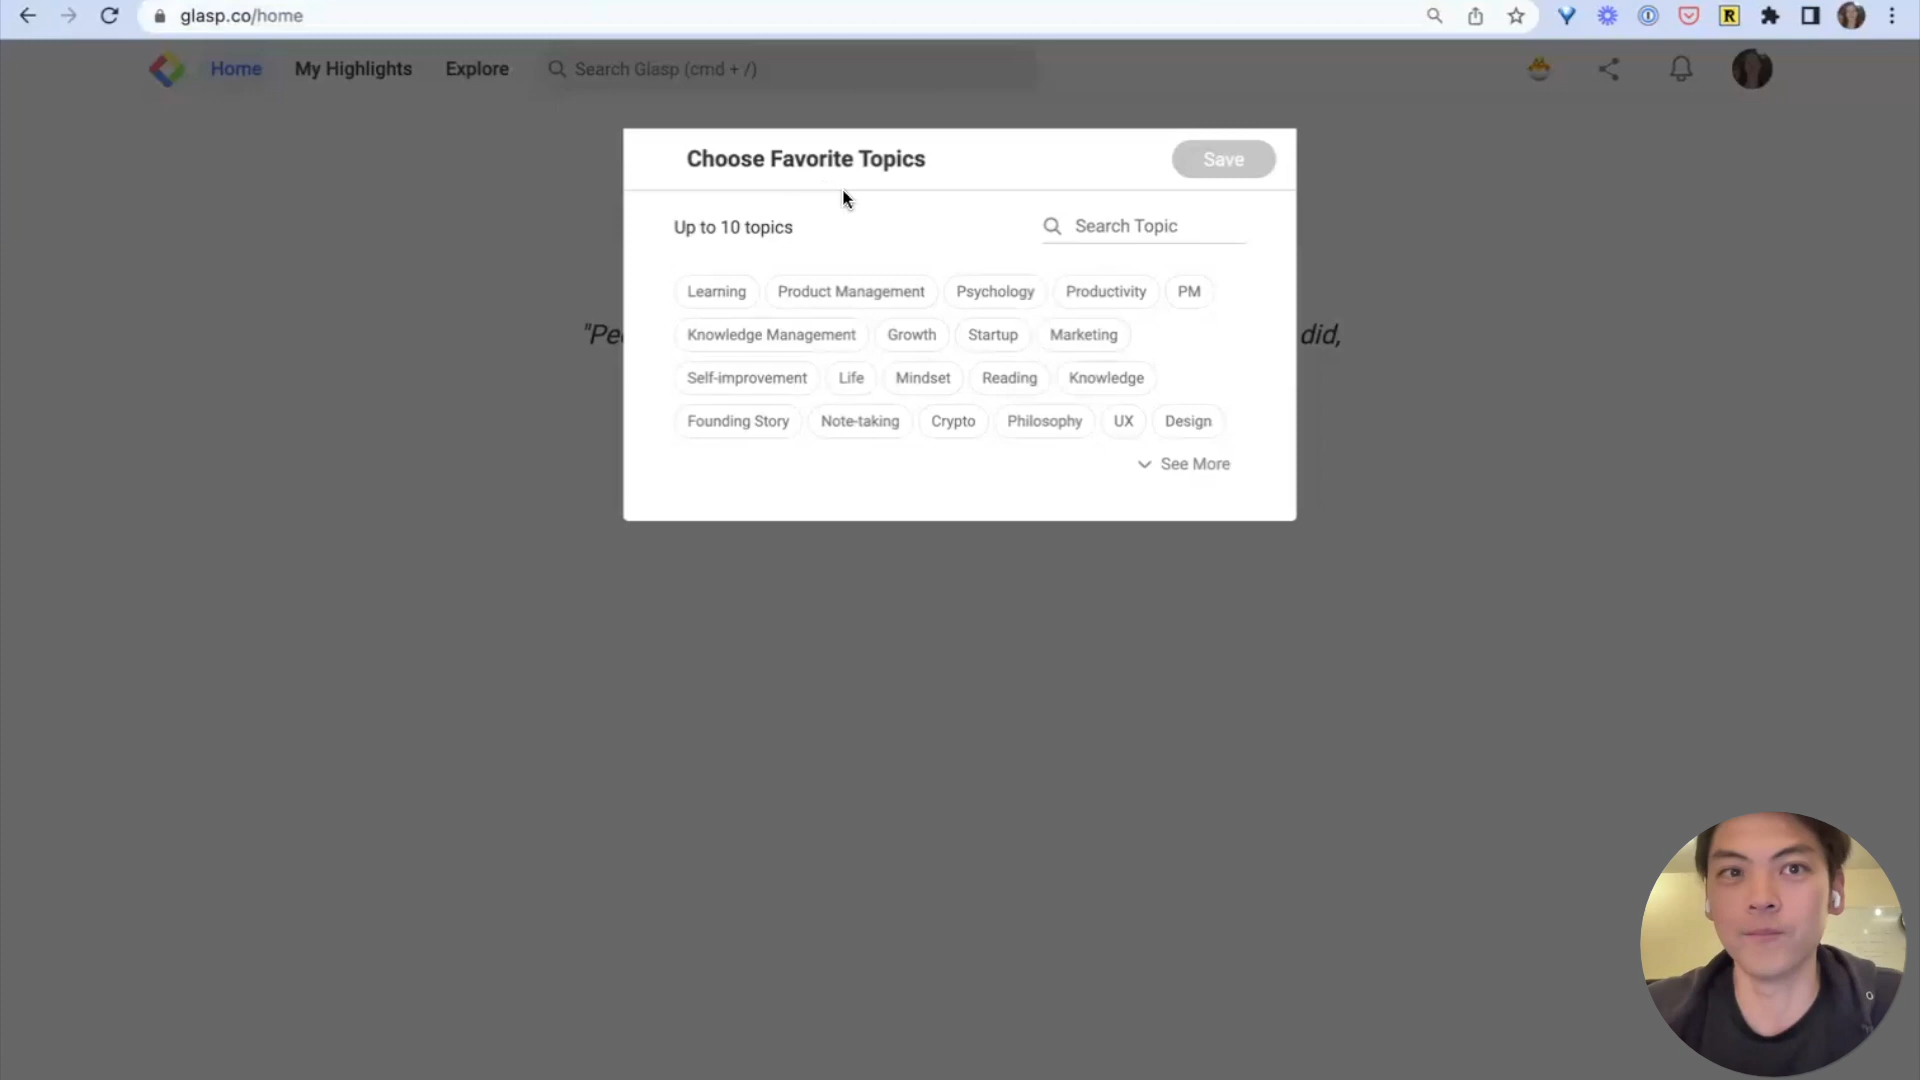 glasp.co/home
R
Home My Highlights Explore Search Glasp (cmd + /)
Choose Favorite Topics Save
Up to 10 topics Search Topic
Learning Product Management Psychology Productivity PM
Knowledge Management Growth Startup Marketing
"Pe did,
Self-improvement Life Mindset Reading Knowledge
Founding Story Note-taking Crypto Philosophy UX Design
See More